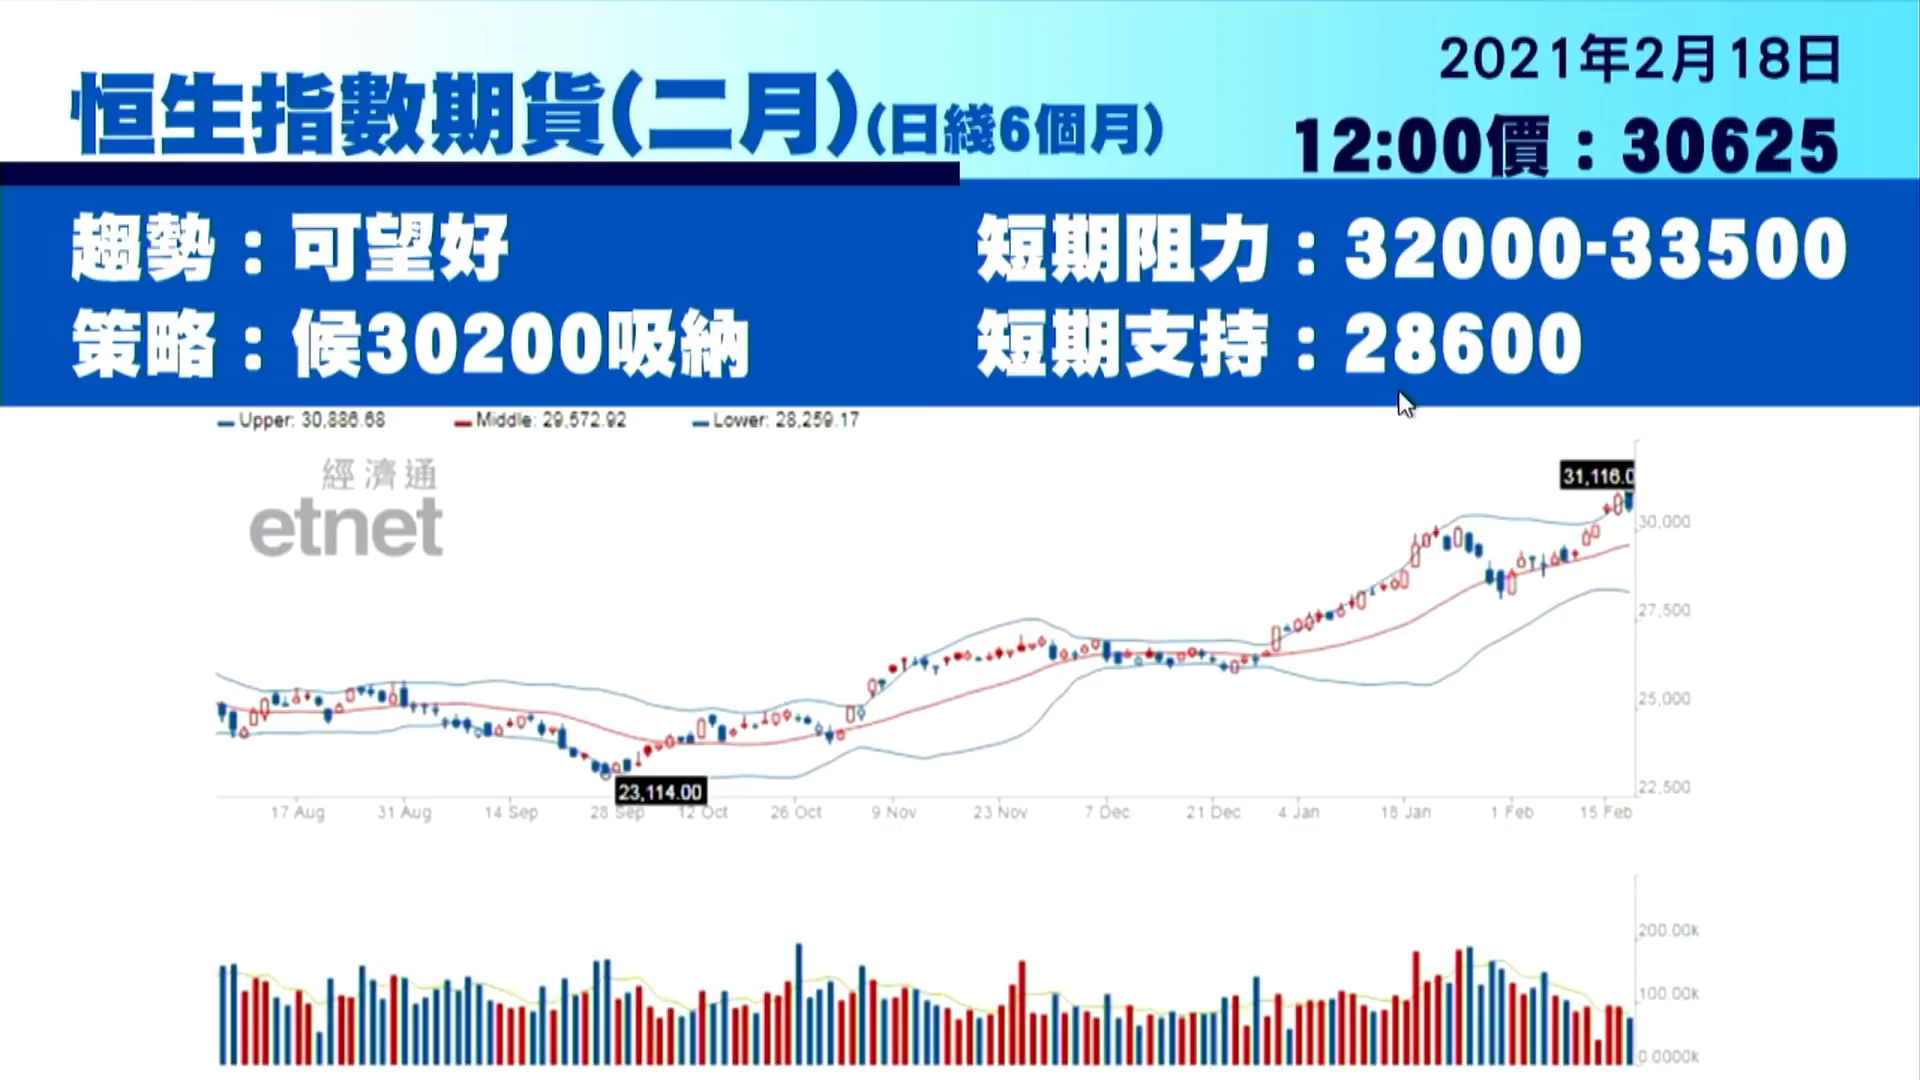 恒生指數期貨(二月)(日綫6個月)
2021年2月18日
12:00價：30625
趨勢：可望好
短期阻力：32000-33500
策略：候30200吸納
短期支持：28600
Upper: 30,886.68 Middle: 29,572.92 Lower: 28,259.17
經濟通
etnet
31,116.0
30,000
27,500
25,000
22,500
23,114.00
17 Aug 31 Aug 14 Sep 28 Sep 12 Oct 26 Oct 9 Nov 23 Nov 7 Dec 21 Dec 4 Jan 18 Jan 1 Feb 15 Feb
200.00k
100.00k
0.0000k